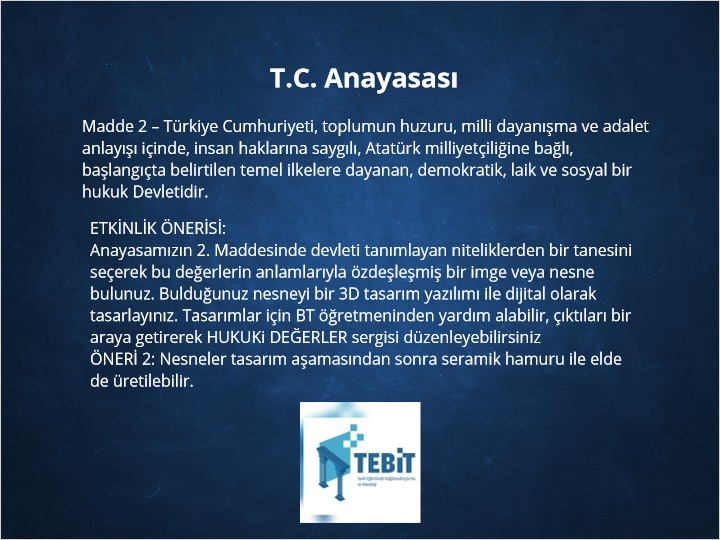 T.C. Anayasası
Madde 2 – Türkiye Cumhuriyeti, toplumun huzuru, milli dayanışma ve adalet
anlayışı içinde, insan haklarına saygılı, Atatürk milliyetçiliğine bağlı,
başlangıçta belirtilen temel ilkelere dayanan, demokratik, laik ve sosyal bir
hukuk Devletidir.
ETKİNLİK ÖNERİSİ:
Anayasamızın 2. Maddesinde devleti tanımlayan niteliklerden bir tanesini
seçerek bu değerlerin anlamlarıyla özdeşleşmiş bir imge veya nesne
bulunuz. Bulduğunuz nesneyi bir 3D tasarım yazılımı ile dijital olarak
tasarlayınız. Tasarımlar için BT öğretmeninden yardım alabilir, çıktıları bir
araya getirerek HUKUKi DEĞERLER sergisi düzenleyebilirsiniz
ÖNERİ 2: Nesneler tasarım aşamasından sonra seramik hamuru ile elde
de üretilebilir.
TEBİT
ve Teknoloji